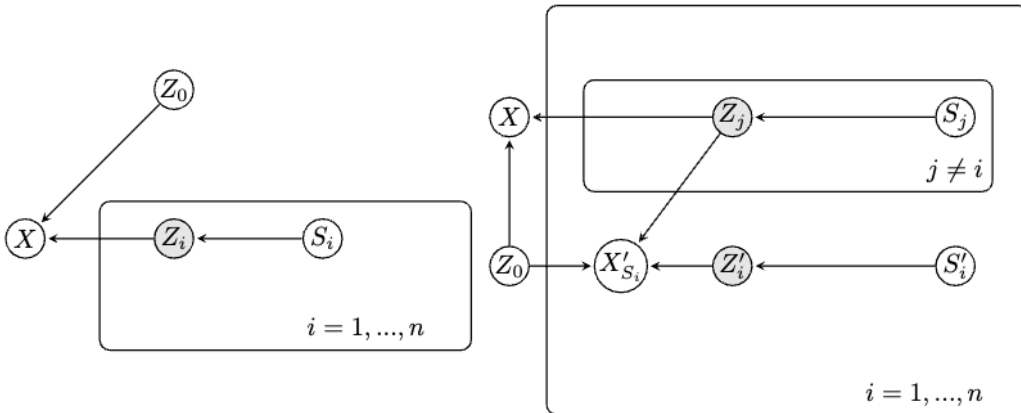 Z₀
X
Zᵢ
Sᵢ
i = 1, ..., n
X
Zⱼ
Sⱼ
j ≠ i
Z₀
X′_{Sᵢ}
Z′ᵢ
S′ᵢ
i = 1, ..., n